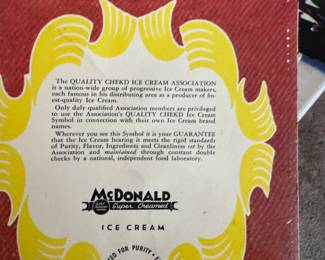 The QUALITY CHEKD ICE CREAM ASSOCIATION
is a nation-wide group of progressive Ice Cream makers,
each famous in his distributing area as a producer of fin-
est-quality Ice Cream.
Only duly qualified Association members are privileged
to use the Association's QUALITY CHEKD Ice Cream
Symbol in connection with their own Ice Cream brand
names.
Wherever you see this Symbol it is your GUARANTEE
that the Ice Cream bearing it meets the rigid standards
of Purity, Flavor, Ingredients and Cleanliness set by the
Association and maintained through constant double
checks by a national, independent food laboratory.
McDONALD
Super Creamed
ICE CREAM
TED FOR PURITY